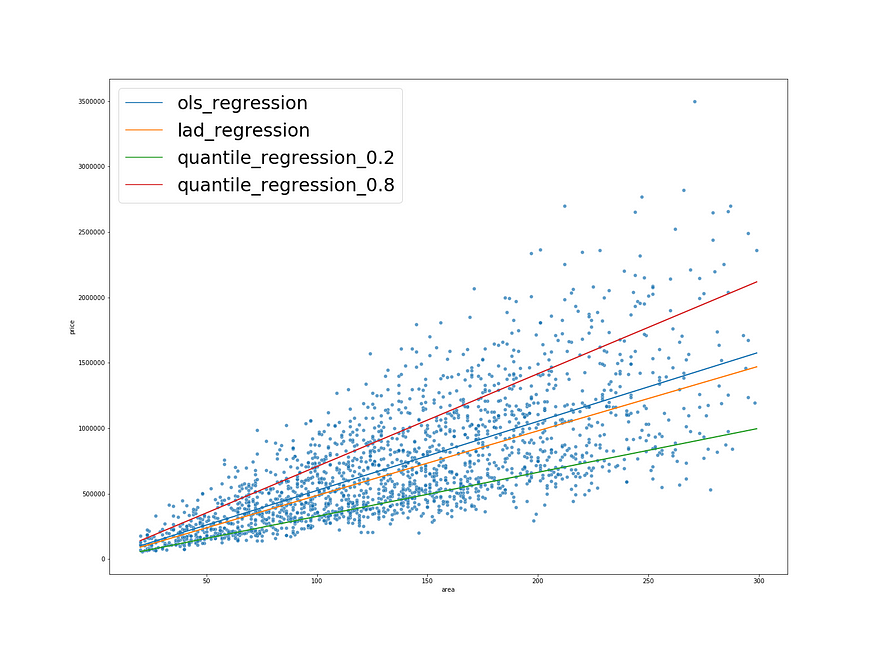 ols_regression
lad_regression
quantile_regression_0.2
quantile_regression_0.8
3500000
3000000
2500000
2000000
1500000
1000000
500000
0
price
50 100 150 200 250 300
area